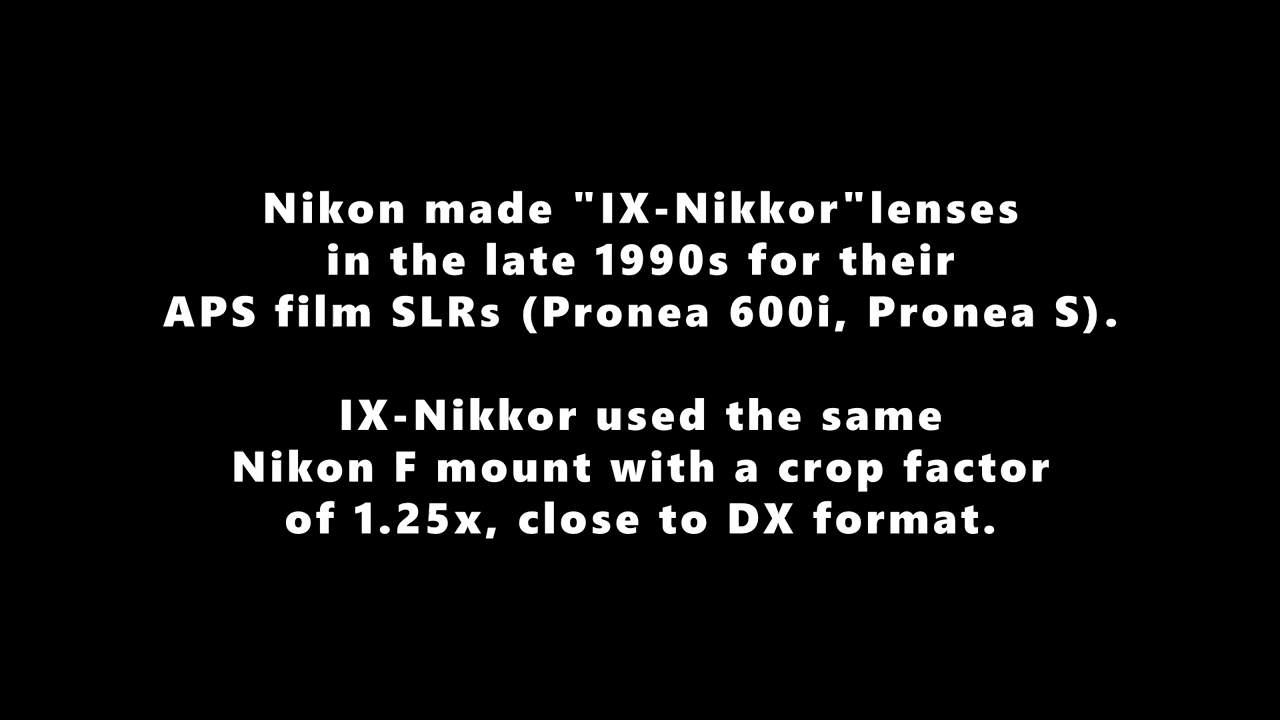 Nikon made "IX-Nikkor"lenses
in the late 1990s for their
APS film SLRs (Pronea 600i, Pronea S).
IX-Nikkor used the same
Nikon F mount with a crop factor
of 1.25x, close to DX format.